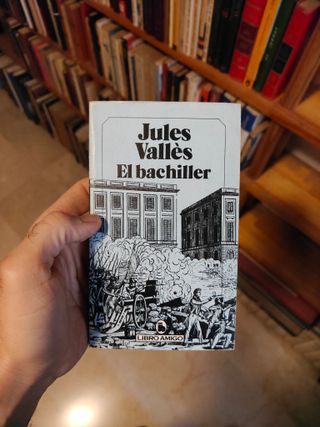 Jules
Vallès
El bachiller
LIBRO AMIGO